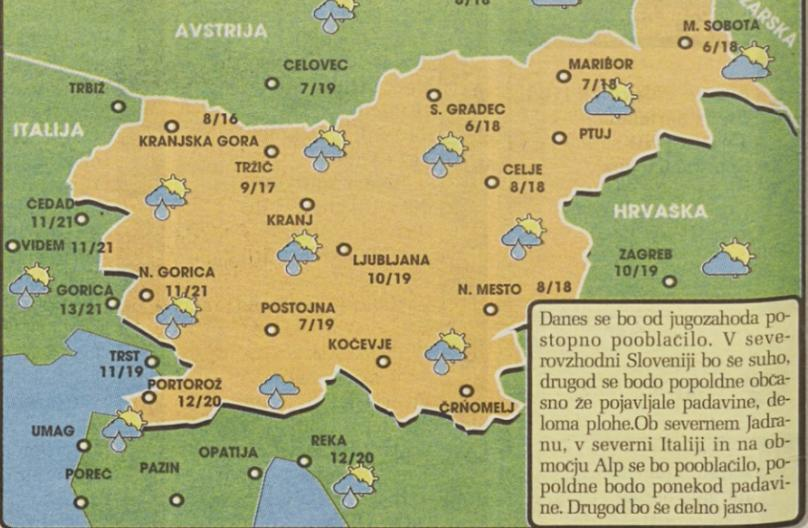 8/18
ŽARSKA
AVSTRIJA
M. SOBOTA
6/18
CELOVEC
7/19
MARIBOR
7/18
TRBIŽ
8/16
S. GRADEC
6/18
ITALIJA
KRANJSKA GORA
PTUJ
TRŽIČ
9/17
CELJE
8/18
ČEDAD
11/21
KRANJ
HRVAŠKA
VIDEM 11/21
LJUBLJANA
10/19
ZAGREB
10/19
N. GORICA
11/21
GORICA
13/21
N. MESTO 8/18
POSTOJNA
7/19
KOČEVJE
TRST
11/19
PORTOROŽ
12/20
ČRNOMELJ
UMAG
OPATIJA
REKA
12/20
POREČ
PAZIN
Danes se bo od jugozahoda po-
stopno pooblačilo. V seve-
rovzhodni Sloveniji bo še suho,
drugod se bodo popoldne obča-
sno že pojavljale padavine, de-
loma plohe.Ob severnem Jadra-
nu, v severni Italiji in na ob-
močju Alp se bo pooblačilo, po-
poldne bodo ponekod padavi-
ne. Drugod bo še delno jasno.